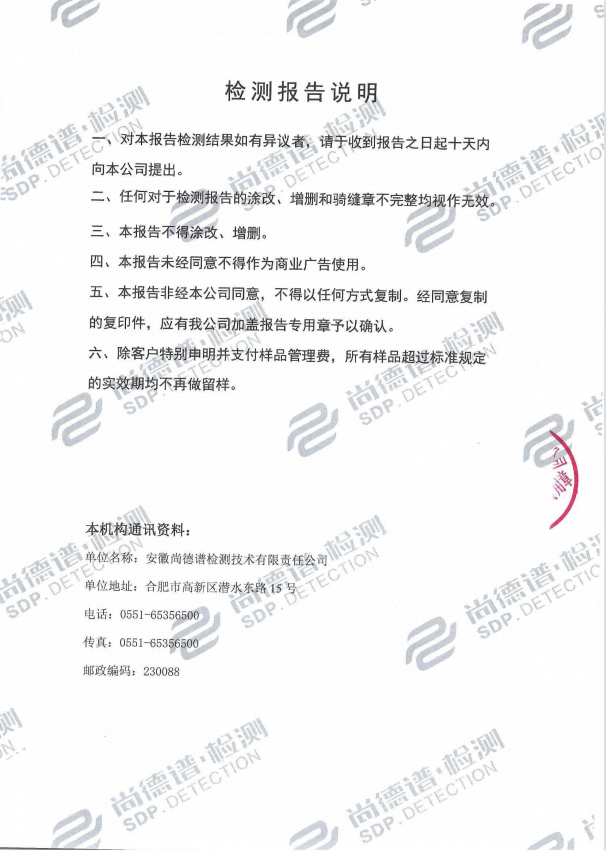 检测报告说明
一、对本报告检测结果如有异议者，请于收到报告之日起十天内
向本公司提出。
二、任何对于检测报告的涂改、增删和骑缝章不完整均视作无效。
三、本报告不得涂改、增删。
四、本报告未经同意不得作为商业广告使用。
五、本报告非经本公司同意，不得以任何方式复制。经同意复制
的复印件，应有我公司加盖报告专用章予以确认。
六、除客户特别申明并支付样品管理费，所有样品超过标准规定
的实效期均不再做留样。
本机构通讯资料：
单位名称：安徽尚德谱检测技术有限责任公司
单位地址：合肥市高新区潜水东路 15 号
电话：0551-65356500
传真：0551-65356500
邮政编码：230088
尚德谱·检测
SDP.DETECTION